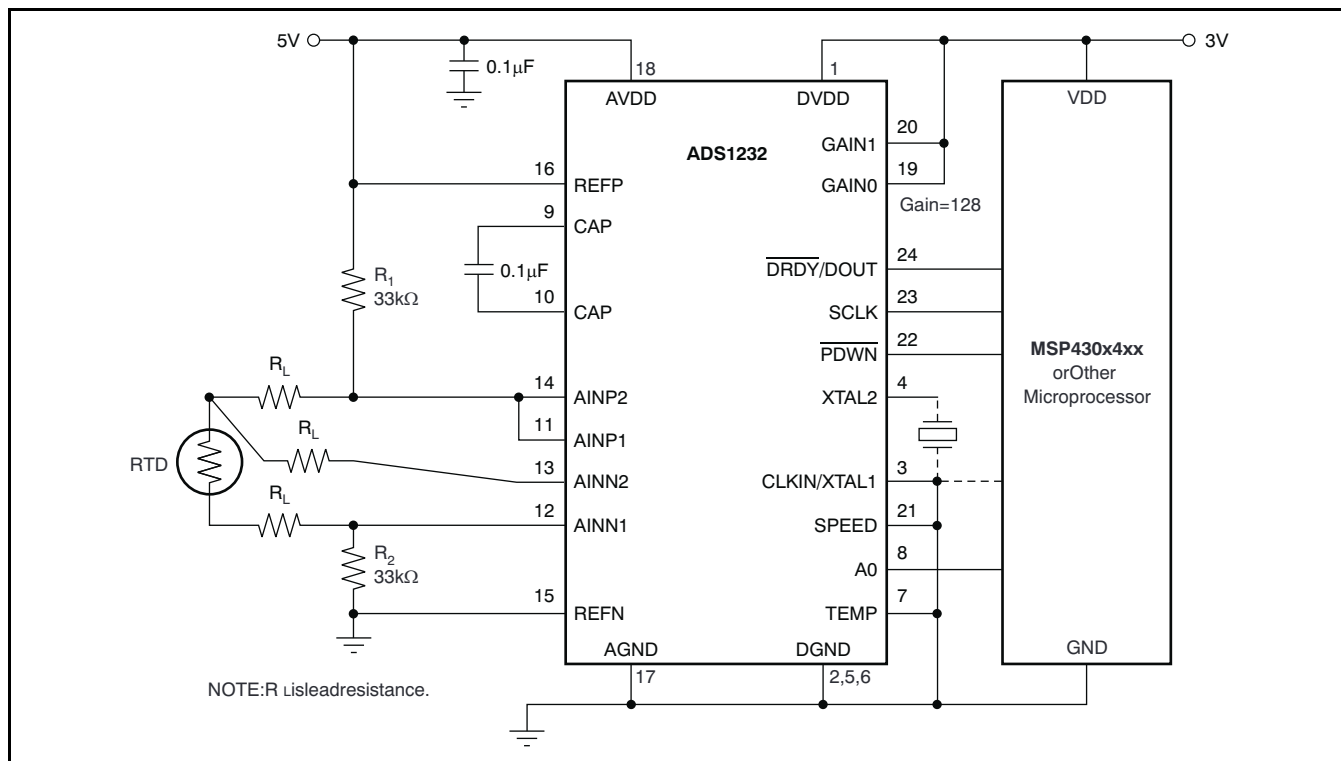 5V
3V
0.1μF
18
1
AVDD
DVDD
VDD
ADS1232
20
GAIN1
19
GAIN0
Gain=128
16
REFP
9
CAP
0.1μF
10
CAP
R1
33kΩ
24
DRDY/DOUT
23
SCLK
22
PDWN
MSP430x4xx
orOther
Microprocessor
RL
14
AINP2
4
XTAL2
11
AINP1
RL
RTD
13
AINN2
3
CLKIN/XTAL1
RL
12
AINN1
21
SPEED
R2
33kΩ
8
A0
15
REFN
7
TEMP
AGND
DGND
GND
17
2,5,6
NOTE:R Lisleadresistance.